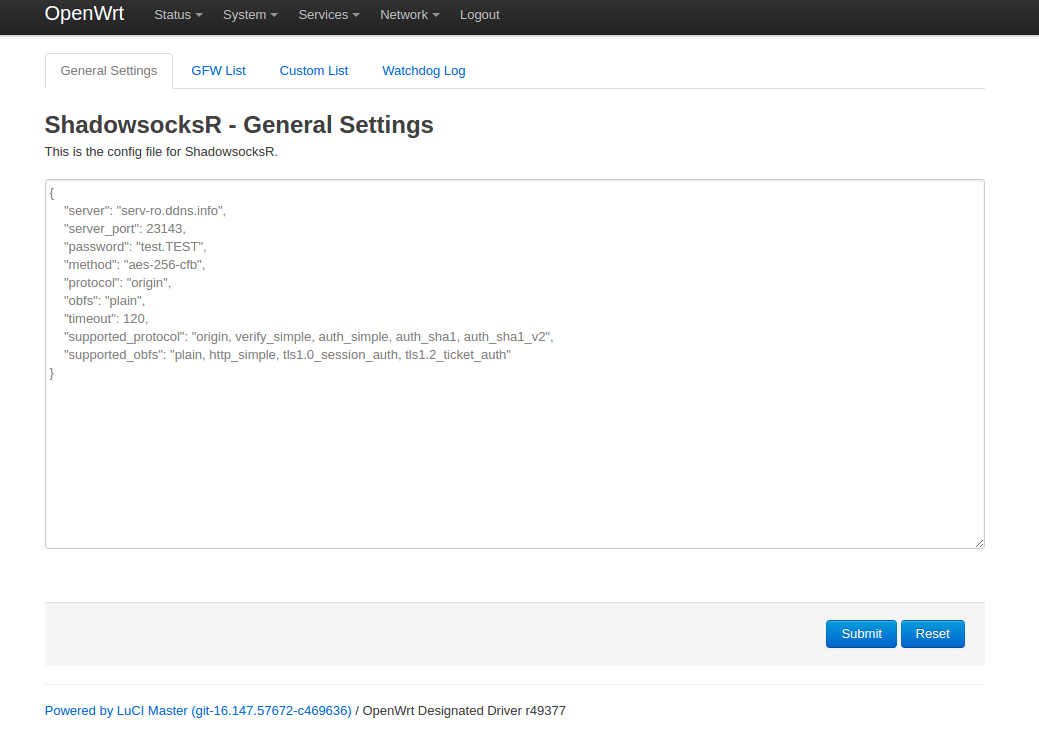 OpenWrt Status System Services Network Logout
General Settings GFW List Custom List Watchdog Log
ShadowsocksR - General Settings
This is the config file for ShadowsocksR.
{
    "server": "serv-ro.ddns.info",
    "server_port": 23143,
    "password": "test.TEST",
    "method": "aes-256-cfb",
    "protocol": "origin",
    "obfs": "plain",
    "timeout": 120,
    "supported_protocol": "origin, verify_simple, auth_simple, auth_sha1, auth_sha1_v2",
    "supported_obfs": "plain, http_simple, tls1.0_session_auth, tls1.2_ticket_auth"
}
Submit Reset
Powered by LuCI Master (git-16.147.57672-c469636) / OpenWrt Designated Driver r49377